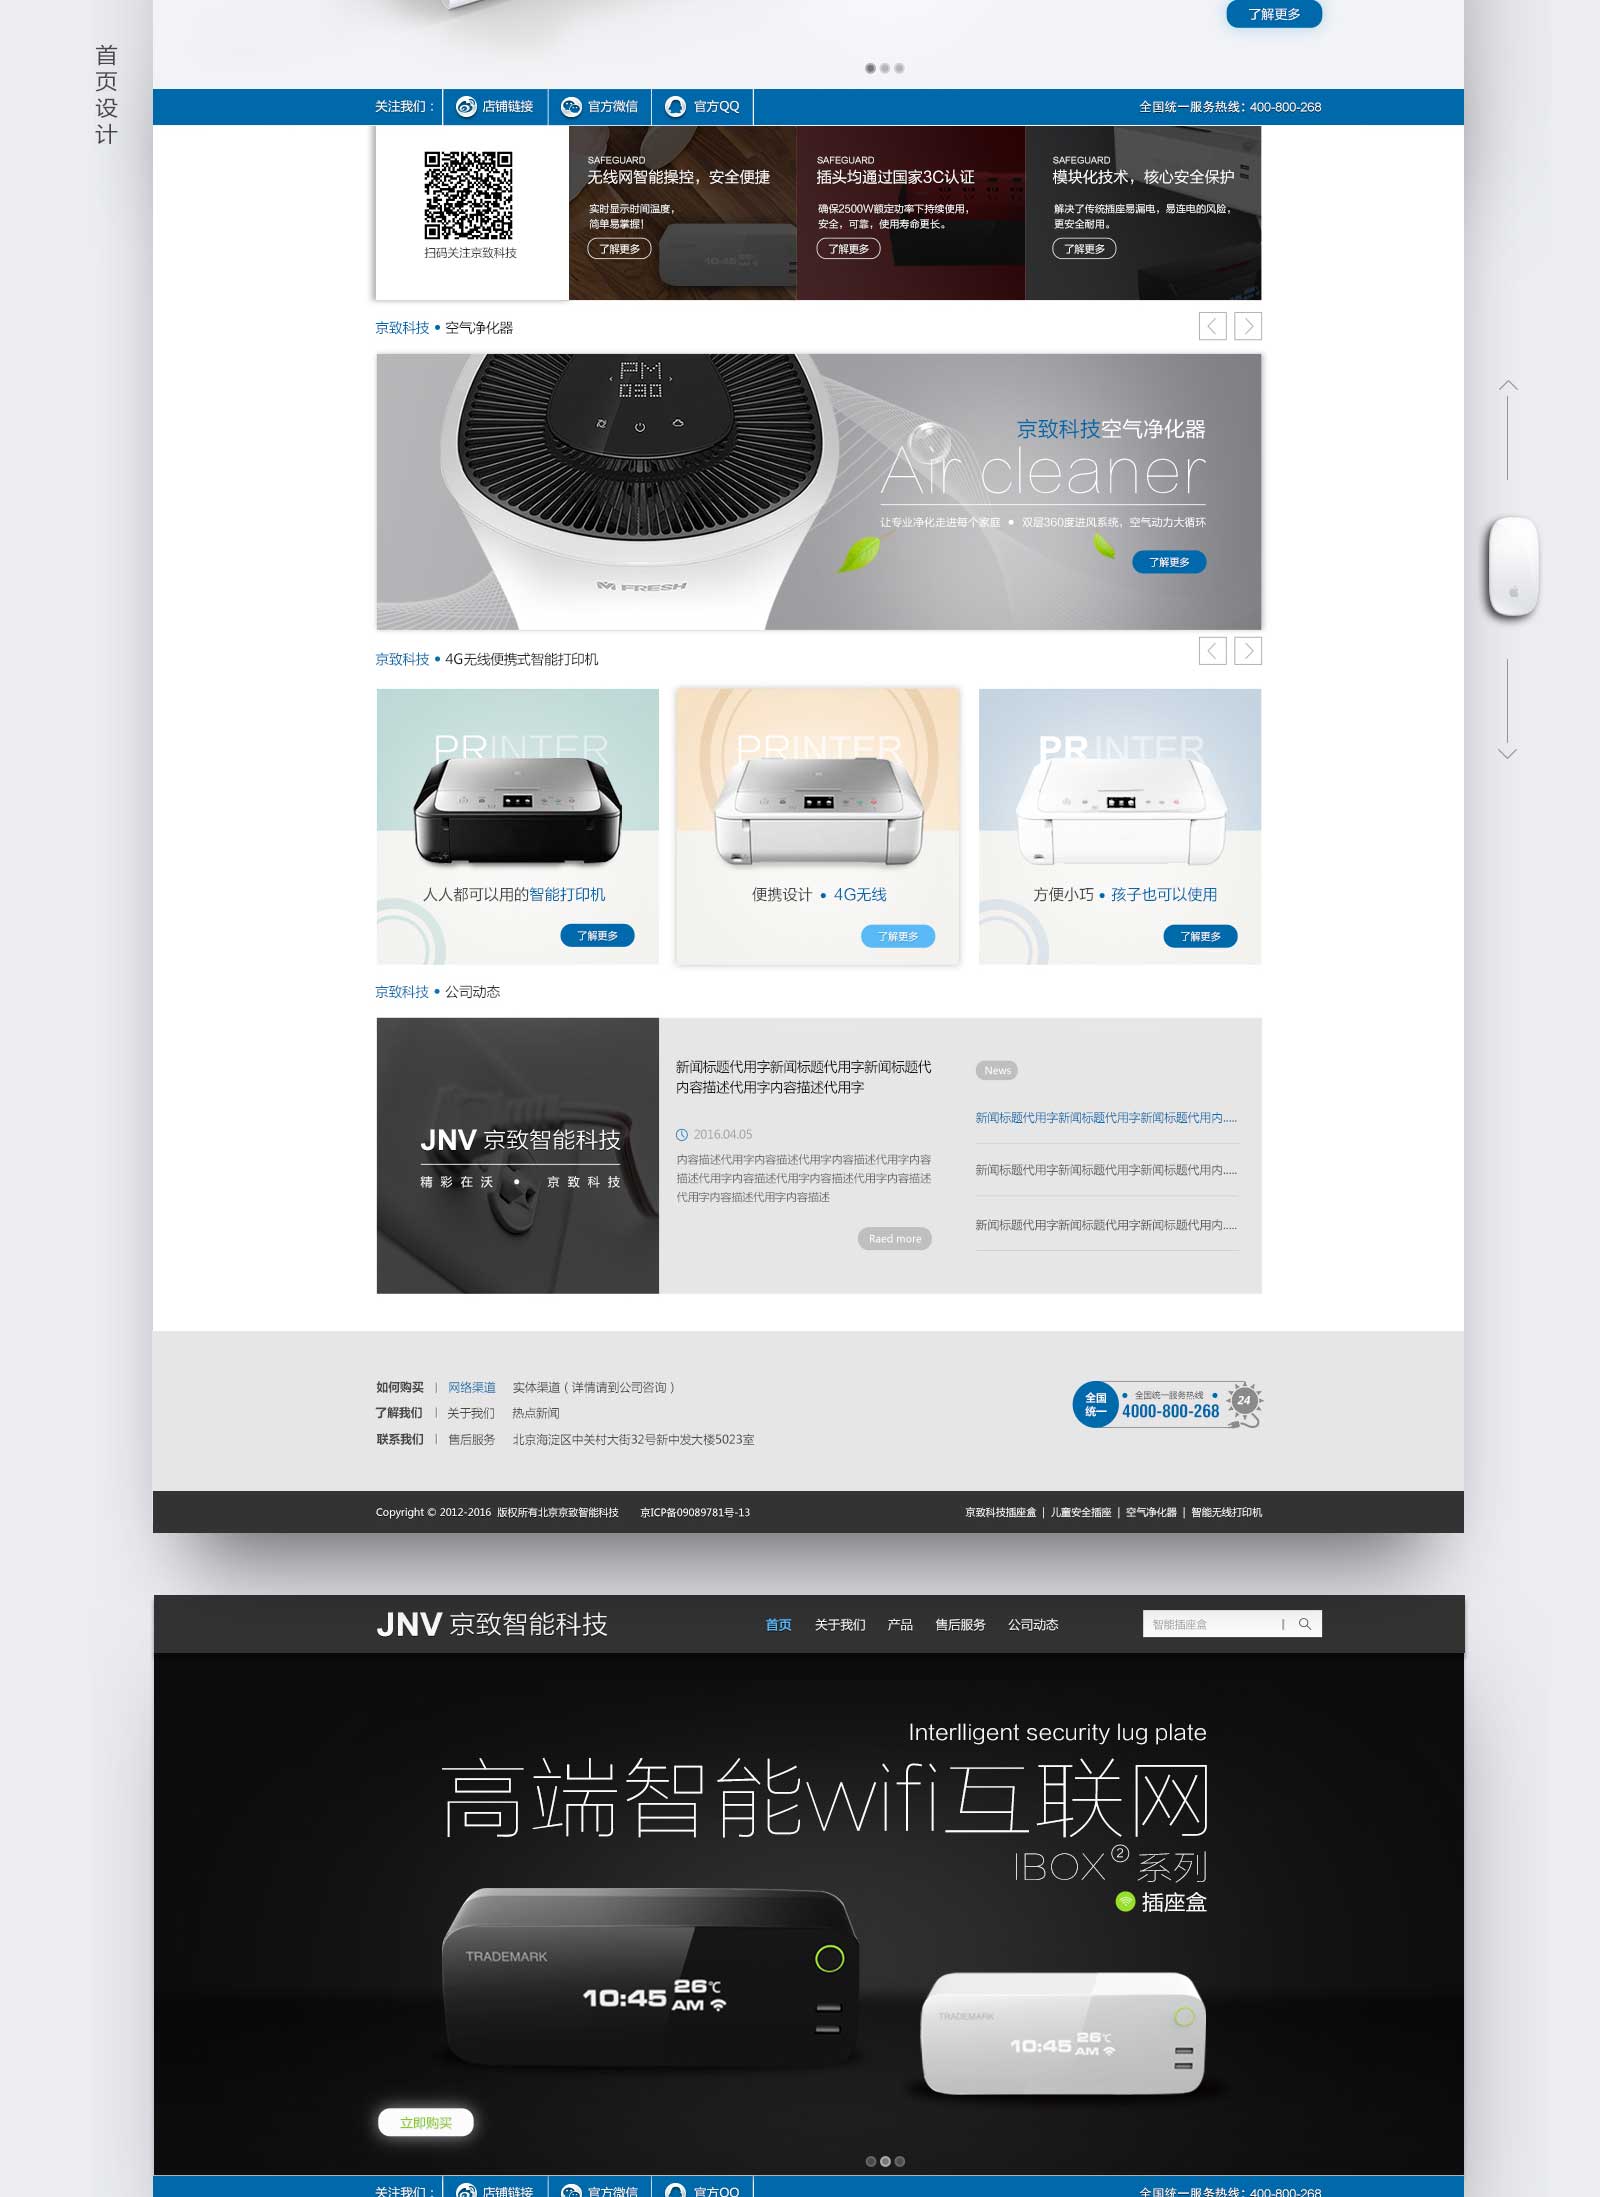 首页设计
了解更多
关注我们：
店铺链接
官方微信
官方QQ
全国统一服务热线：400-800-268
扫码关注京致科技
SAFEGUARD
无线网智能操控，安全便捷
实时显示时间温度，
简单易掌握！
了解更多
10:45
SAFEGUARD
插头均通过国家3C认证
确保2500W额定功率下持续使用，
安全，可靠，使用寿命更长。
了解更多
SAFEGUARD
模块化技术，核心安全保护
解决了传统插座易漏电，易连电的风险，
更安全耐用。
了解更多
京致科技 • 空气净化器
PM
030
FRESH
京致科技空气净化器
Air cleaner
让专业净化走进每个家庭 • 双层360度进风系统，空气动力大循环
了解更多
京致科技 • 4G无线便携式智能打印机
PRINTER
人人都可以用的智能打印机
了解更多
PRINTER
便携设计 • 4G无线
了解更多
PRINTER
方便小巧 • 孩子也可以使用
了解更多
京致科技 • 公司动态
JNV 京致智能科技
精彩在沃 • 京致科技
新闻标题代用字新闻标题代用字新闻标题代
内容描述代用字内容描述代用字
2016.04.05
内容描述代用字内容描述代用字内容描述代用字内容
描述代用字内容描述代用字内容描述代用字内容描述
代用字内容描述代用字内容描述
Raed more
News
新闻标题代用字新闻标题代用字新闻标题代用内.....
新闻标题代用字新闻标题代用字新闻标题代用内.....
新闻标题代用字新闻标题代用字新闻标题代用内.....
如何购买 | 网络渠道 实体渠道（详情请到公司咨询）
了解我们 | 关于我们 热点新闻
联系我们 | 售后服务 北京海淀区中关村大街32号新中发大楼5023室
全国
统一
• 全国统一服务热线 •
4000-800-268
24
Copyright © 2012-2016 版权所有北京京致智能科技 京ICP备09089781号-13
京致科技插座盒 | 儿童安全插座 | 空气净化器 | 智能无线打印机
JNV 京致智能科技
首页 关于我们 产品 售后服务 公司动态
智能插座盒 |
Interlligent security lug plate
高端智能wifi互联网
IBOX② 系列
插座盒
TRADEMARK
10:45 26℃
AM
TRADEMARK
10:45 26℃
AM
立即购买
关注我们：
店铺链接
官方微信
官方QQ
全国统一服务热线：400-800-268